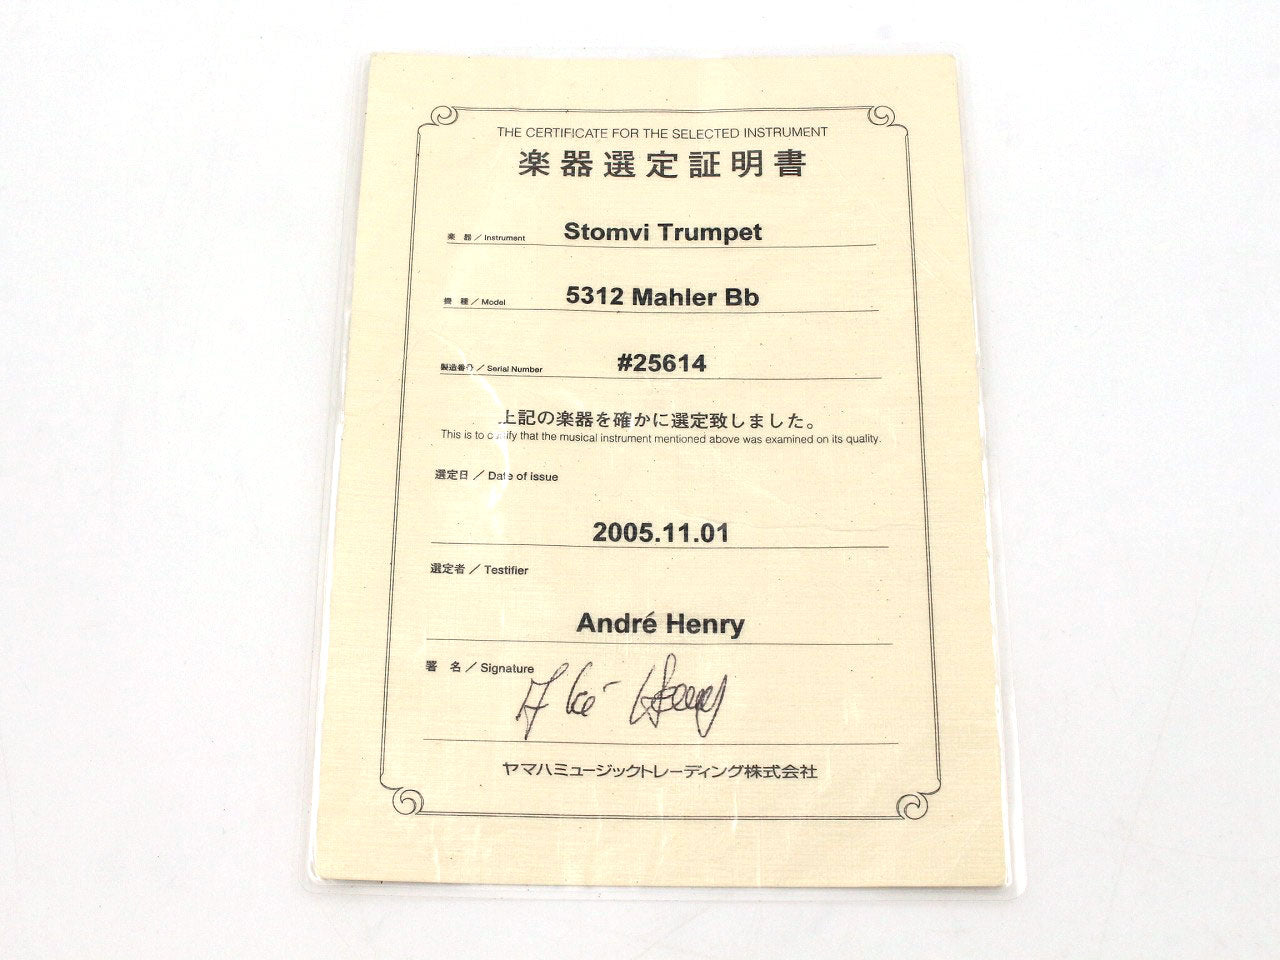 THE CERTIFICATE FOR THE SELECTED INSTRUMENT
楽器選定証明書
楽 器 / Instrument Stomvi Trumpet
機 種 / Model 5312 Mahler Bb
製造番号 / Serial Number #25614
上記の楽器を確かに選定致しました。
This is to certify that the musical instrument mentioned above was examined on its quality.
選定日 / Date of issue
2005.11.01
選定者 / Testifier
André Henry
署 名 / Signature
ヤマハミュージックトレーディング株式会社